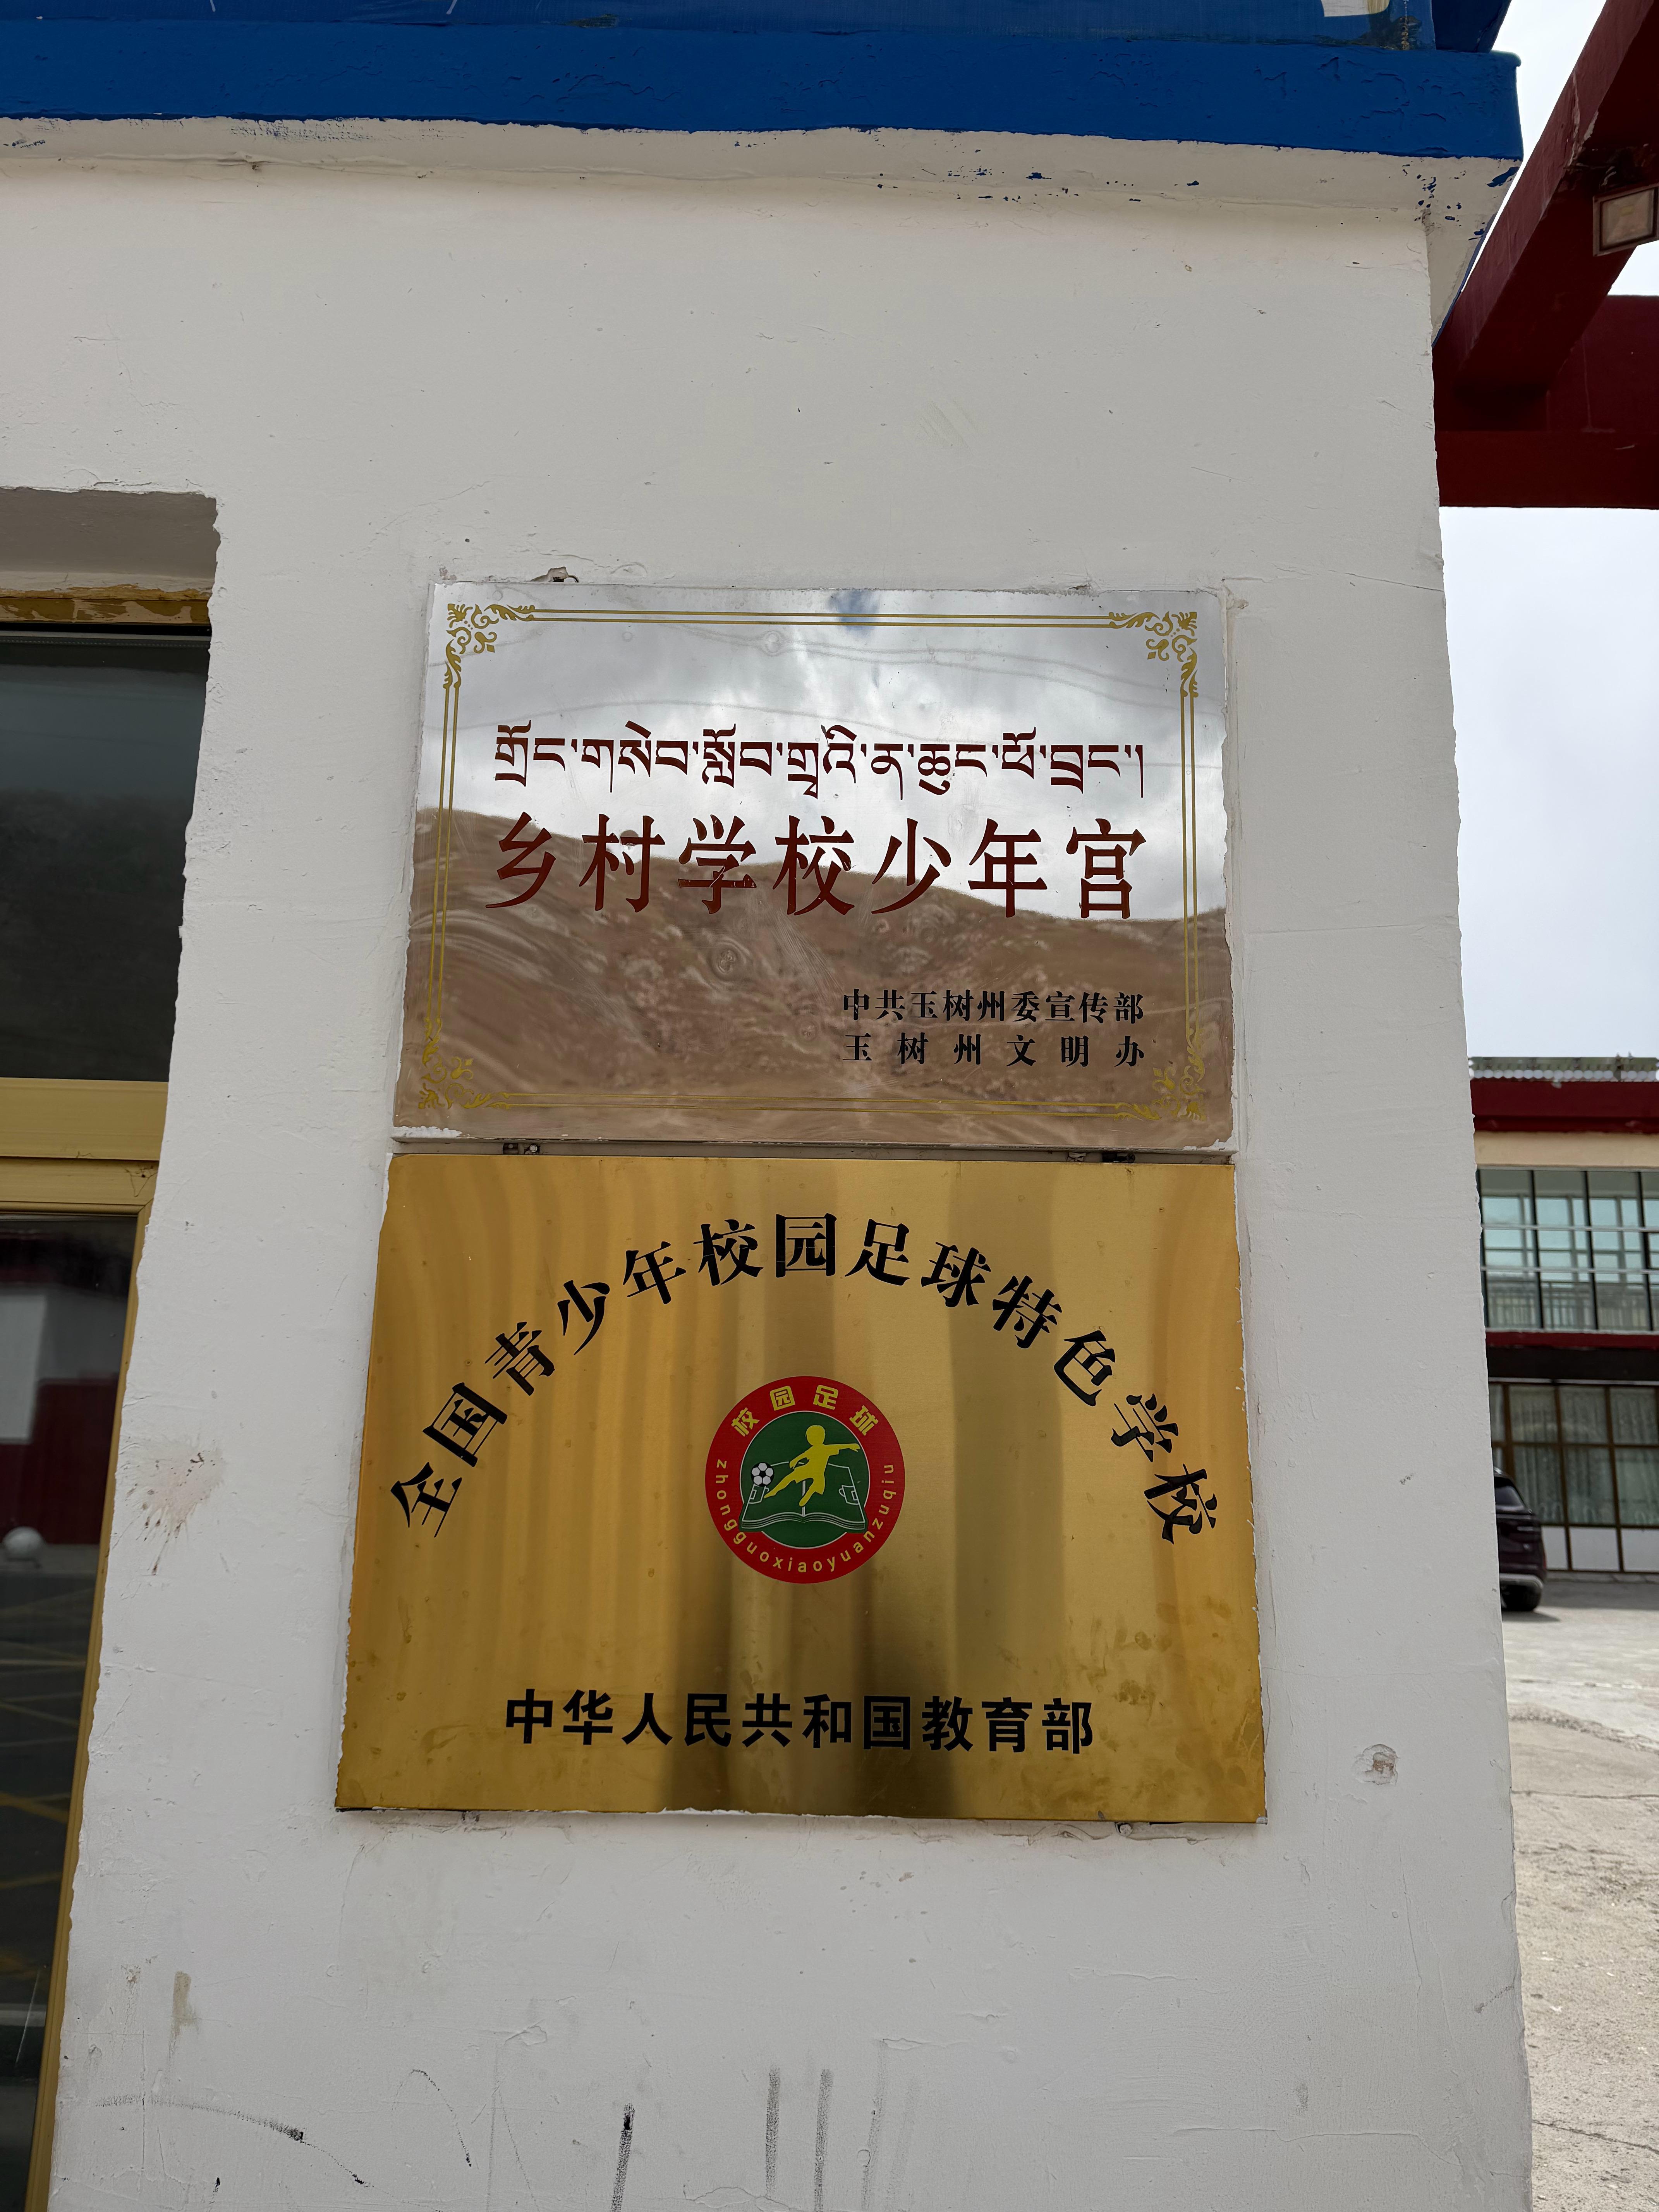 གྲོང་གསེབ་སློབ་གྲྭའི་ན་ཆུང་ཕོ་བྲང་།
乡村学校少年宫
中共玉树州委宣传部
玉树州文明办
全国青少年校园足球特色学校
校园足球
zhongguoxiaoyuanzuqiu
中华人民共和国教育部